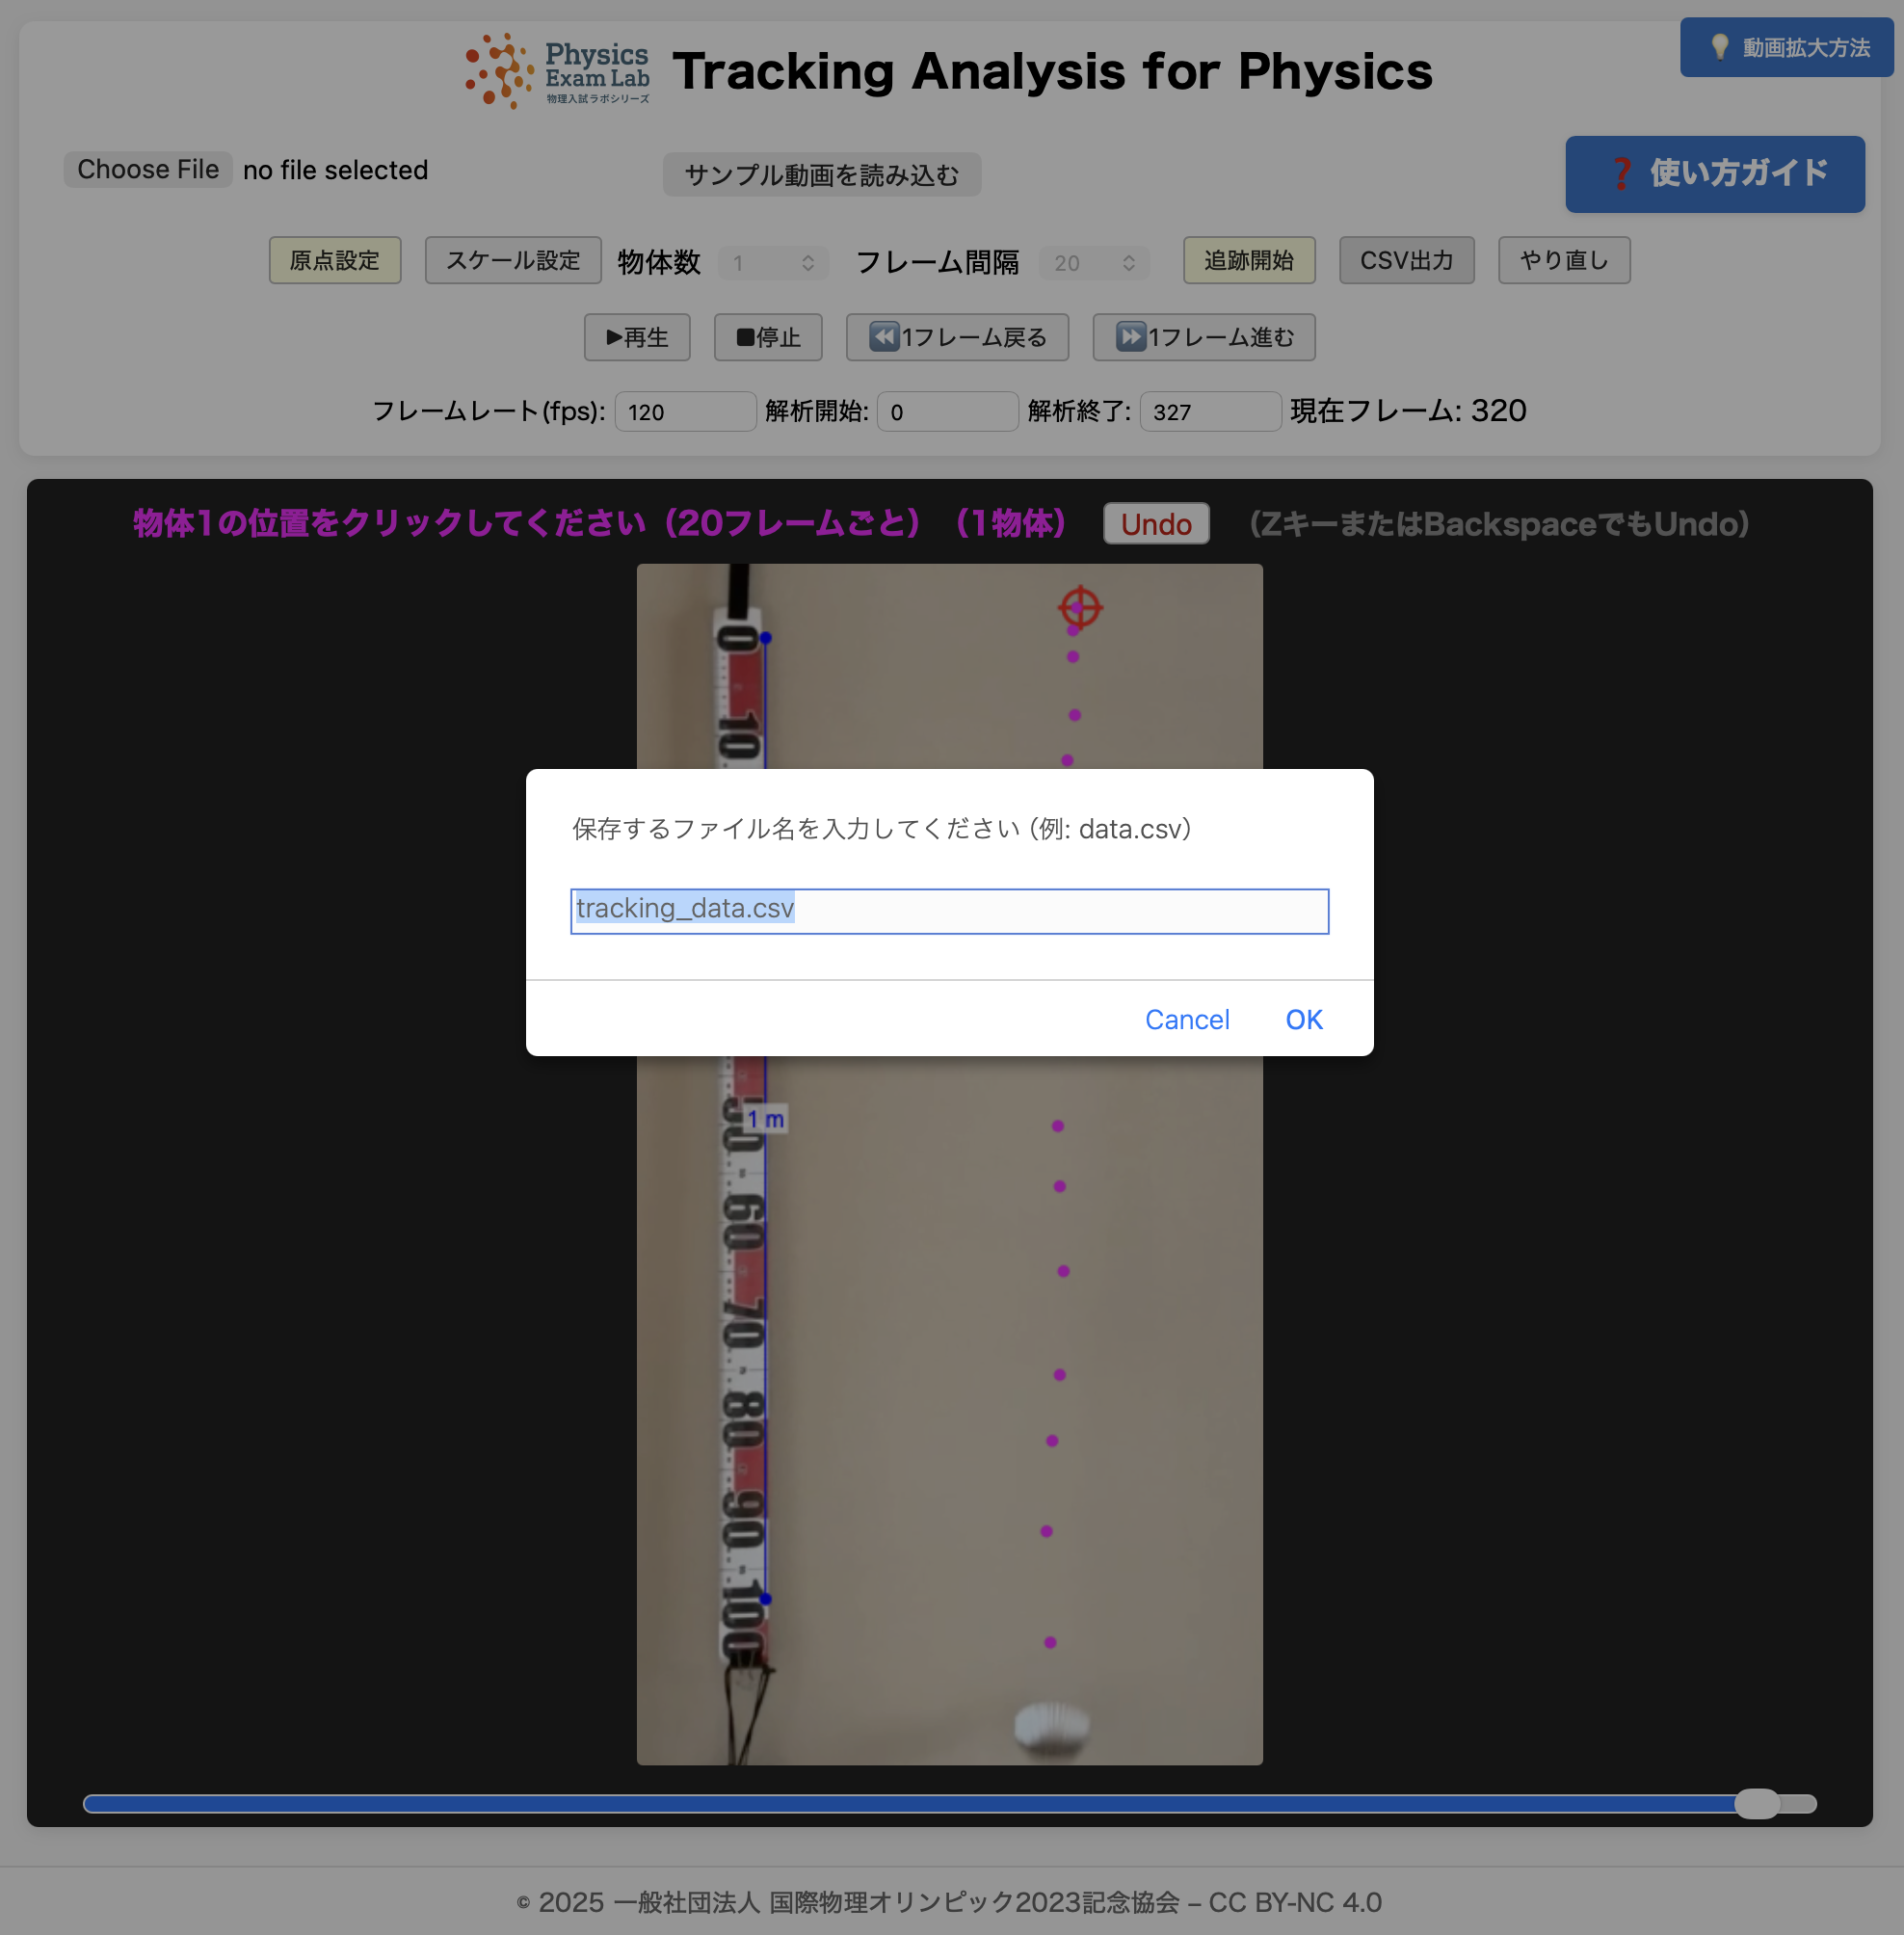 Physics
Exam Lab
物理入試ラボシリーズ
Tracking Analysis for Physics
💡 動画拡大方法
Choose File no file selected
サンプル動画を読み込む
❓ 使い方ガイド
原点設定 スケール設定 物体数 1 フレーム間隔 20 追跡開始 CSV出力 やり直し
▶再生 ■停止 ⏪1フレーム戻る ⏩1フレーム進む
フレームレート(fps): 120 解析開始: 0 解析終了: 327 現在フレーム: 320
物体1の位置をクリックしてください（20フレームごと）（1物体） Undo （ZキーまたはBackspaceでもUndo）
0
10
保存するファイル名を入力してください (例: data.csv)
tracking_data.csv
Cancel OK
50
1 m
60
70
80
90
100
© 2025 一般社団法人 国際物理オリンピック2023記念協会 – CC BY-NC 4.0